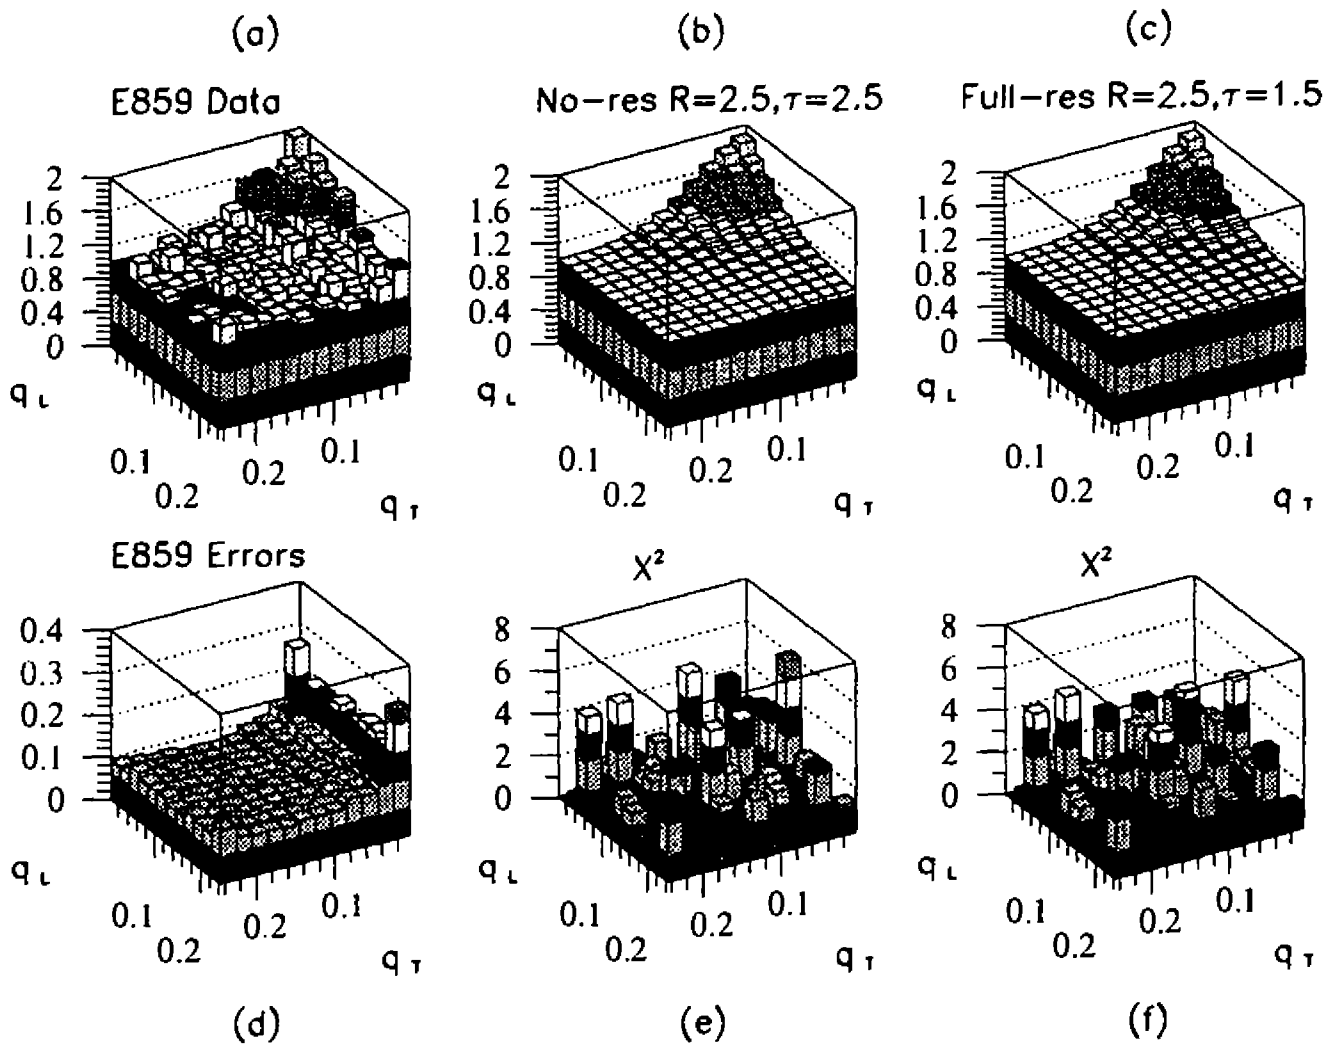 (a) (b) (c)
E859 Data No-res R=2.5,τ=2.5 Full-res R=2.5,τ=1.5
2 2 2
1.6 1.6 1.6
1.2 1.2 1.2
0.8 0.8 0.8
0.4 0.4 0.4
0 0 0
q L q L q L
0.1 0.1 0.1 0.1 0.1 0.1
0.2 0.2 0.2 0.2 0.2 0.2
q T q T q T
E859 Errors X² X²
0.4 8 8
0.3 6 6
0.2 4 4
0.1 2 2
0 0 0
q L q L q L
0.1 0.1 0.1 0.1 0.1 0.1
0.2 0.2 0.2 0.2 0.2 0.2
q T q T q T
(d) (e) (f)